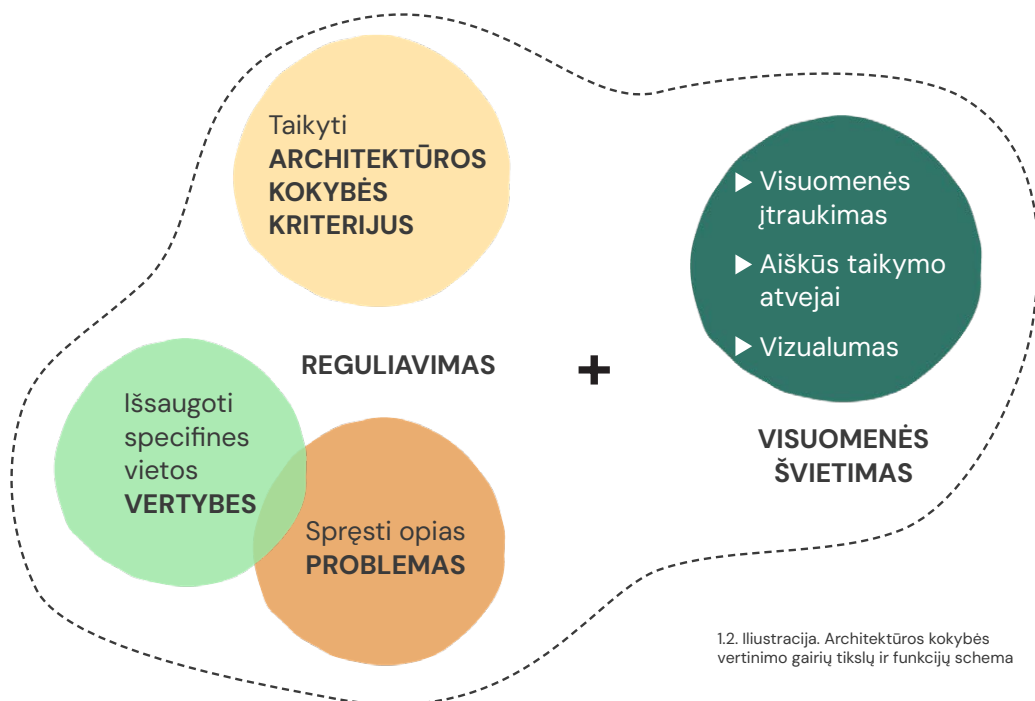 Taikyti
ARCHITEKTŪROS
KOKYBĖS
KRITERIJUS
REGULIAVIMAS
Išsaugoti
specifines
vietos
VERTYBES
Spręsti opias
PROBLEMAS
+
▶ Visuomenės
įtraukimas
▶ Aiškūs taikymo
atvejai
▶ Vizualumas
VISUOMENĖS
ŠVIETIMAS
1.2. Iliustracija. Architektūros kokybės
vertinimo gairių tikslų ir funkcijų schema